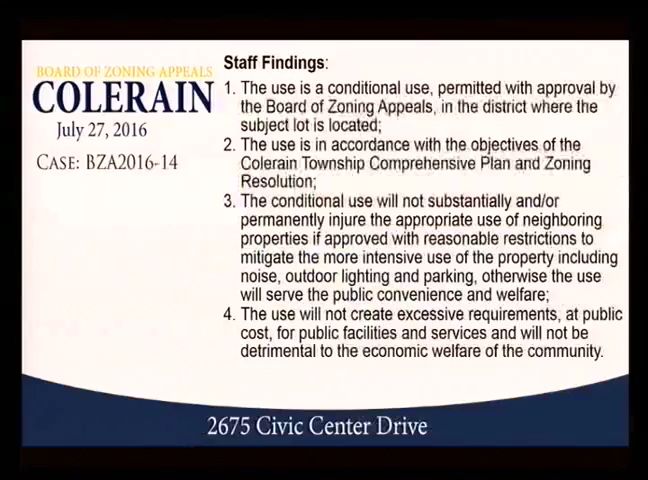 BOARD OF ZONING APPEALS
COLERAIN
July 27, 2016
CASE: BZA2016-14
Staff Findings:
1. The use is a conditional use, permitted with approval by
the Board of Zoning Appeals, in the district where the
subject lot is located;
2. The use is in accordance with the objectives of the
Colerain Township Comprehensive Plan and Zoning
Resolution;
3. The conditional use will not substantially and/or
permanently injure the appropriate use of neighboring
properties if approved with reasonable restrictions to
mitigate the more intensive use of the property including
noise, outdoor lighting and parking, otherwise the use
will serve the public convenience and welfare;
4. The use will not create excessive requirements, at public
cost, for public facilities and services and will not be
detrimental to the economic welfare of the community.
2675 Civic Center Drive